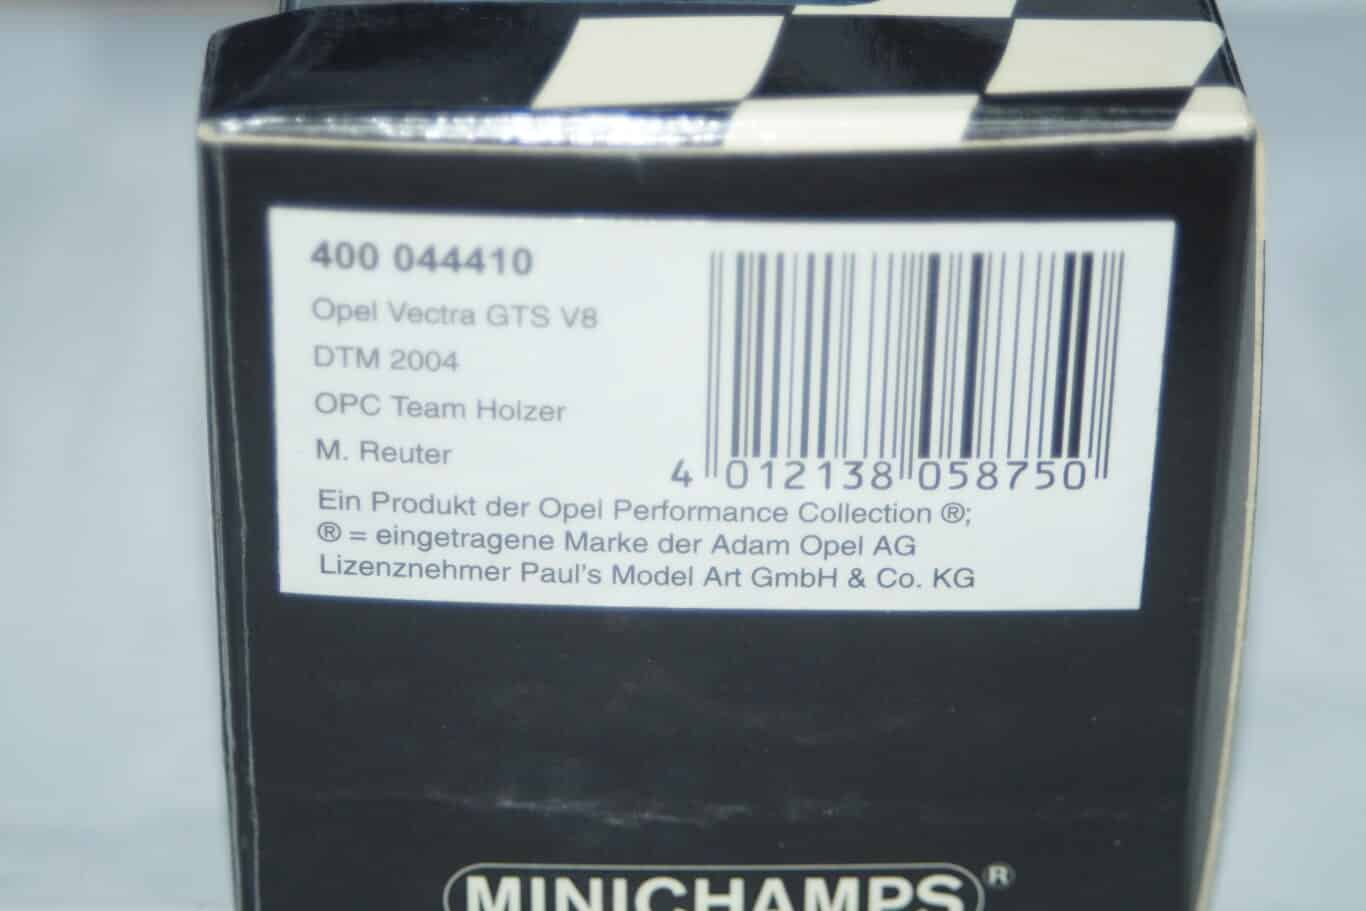 400 044410
Opel Vectra GTS V8
DTM 2004
OPC Team Holzer
M. Reuter
4 012138 058750
Ein Produkt der Opel Performance Collection ®;
® = eingetragene Marke der Adam Opel AG
Lizenznehmer Paul's Model Art GmbH & Co. KG
MINICHAMPS ®